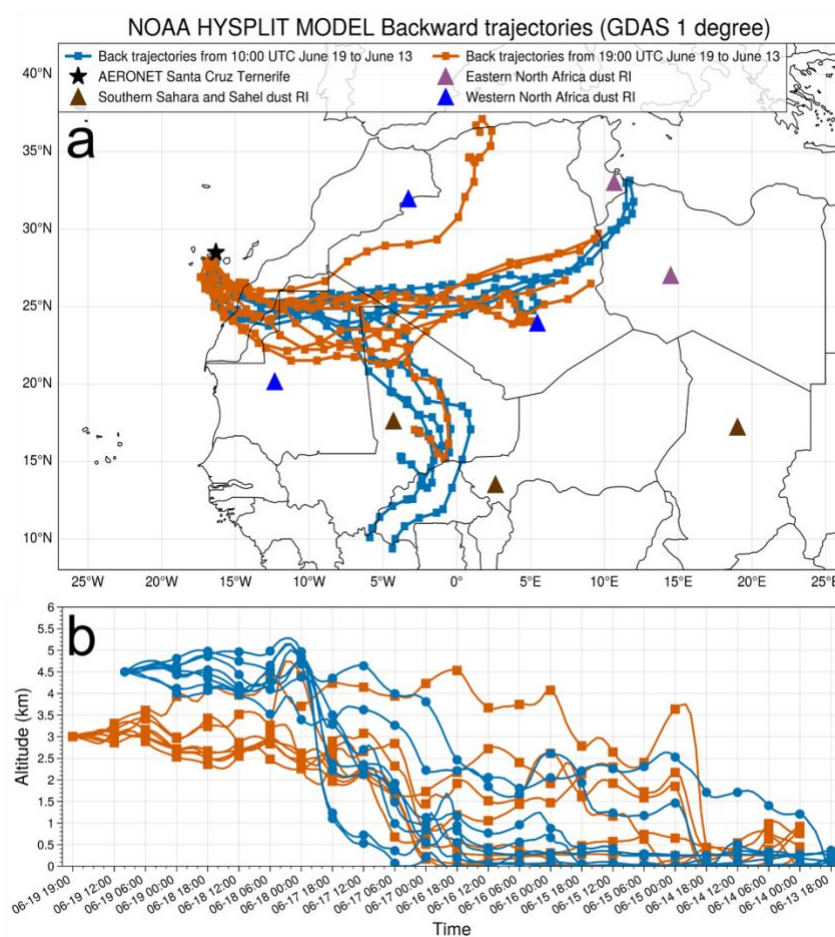 NOAA HYSPLIT MODEL Backward trajectories (GDAS 1 degree)
Back trajectories from 10:00 UTC June 19 to June 13
Back trajectories from 19:00 UTC June 19 to June 13
AERONET Santa Cruz Ternerife
Eastern North Africa dust RI
Southern Sahara and Sahel dust RI
Western North Africa dust RI
a
40°N
35°N
30°N
25°N
20°N
15°N
10°N
25°W
20°W
15°W
10°W
5°W
0°
5°E
10°E
15°E
20°E
25°E
b
Altitude (km)
6
5.5
5
4.5
4
3.5
3
2.5
2
1.5
1
0.5
0
06-19 19:00
06-19 12:00
06-19 06:00
06-19 00:00
06-18 18:00
06-18 12:00
06-18 06:00
06-18 00:00
06-17 18:00
06-17 12:00
06-17 06:00
06-17 00:00
06-16 18:00
06-16 12:00
06-16 06:00
06-16 00:00
06-15 18:00
06-15 12:00
06-15 06:00
06-15 00:00
06-14 18:00
06-14 12:00
06-14 06:00
06-14 00:00
06-13 18:00
Time